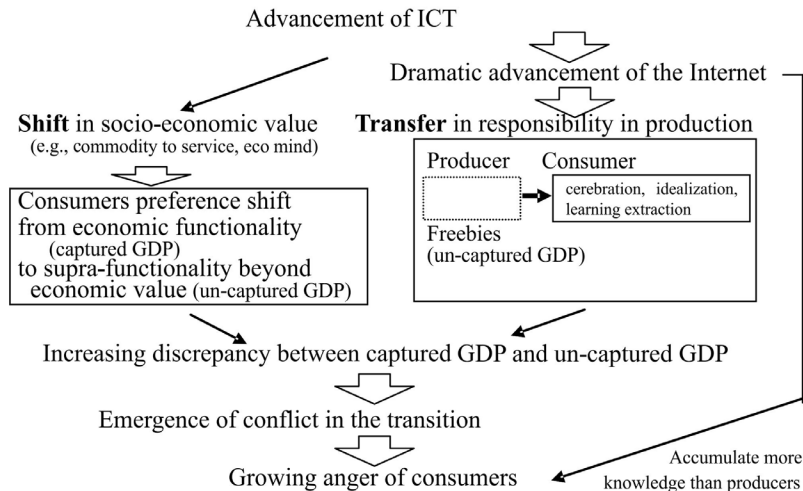 Advancement of ICT
Dramatic advancement of the Internet
Shift in socio-economic value
(e.g., commodity to service, eco mind)
Transfer in responsibility in production
Consumers preference shift
from economic functionality
(captured GDP)
to supra-functionality beyond
economic value (un-captured GDP)
Producer
Consumer
cerebration, idealization,
learning extraction
Freebies
(un-captured GDP)
Increasing discrepancy between captured GDP and un-captured GDP
Emergence of conflict in the transition
Growing anger of consumers
Accumulate more
knowledge than producers